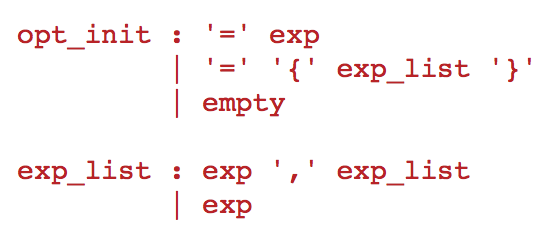 opt_init : '=' exp
| '=' '{' exp_list '}'
| empty
exp_list : exp ',' exp_list
| exp